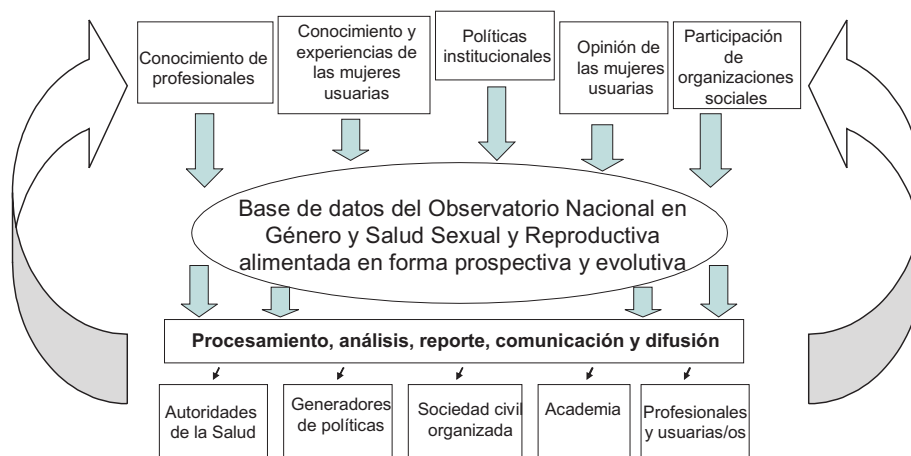 Conocimiento de
profesionales
Conocimiento y
experiencias de
las mujeres
usuarias
Políticas
institucionales
Opinión de
las mujeres
usuarias
Participación
de
organizaciones
sociales
Base de datos del Observatorio Nacional en
Género y Salud Sexual y Reproductiva
alimentada en forma prospectiva y evolutiva
Procesamiento, análisis, reporte, comunicación y difusión
Autoridades
de la Salud
Generadores
de políticas
Sociedad civil
organizada
Academia
Profesionales
y usuarias/os